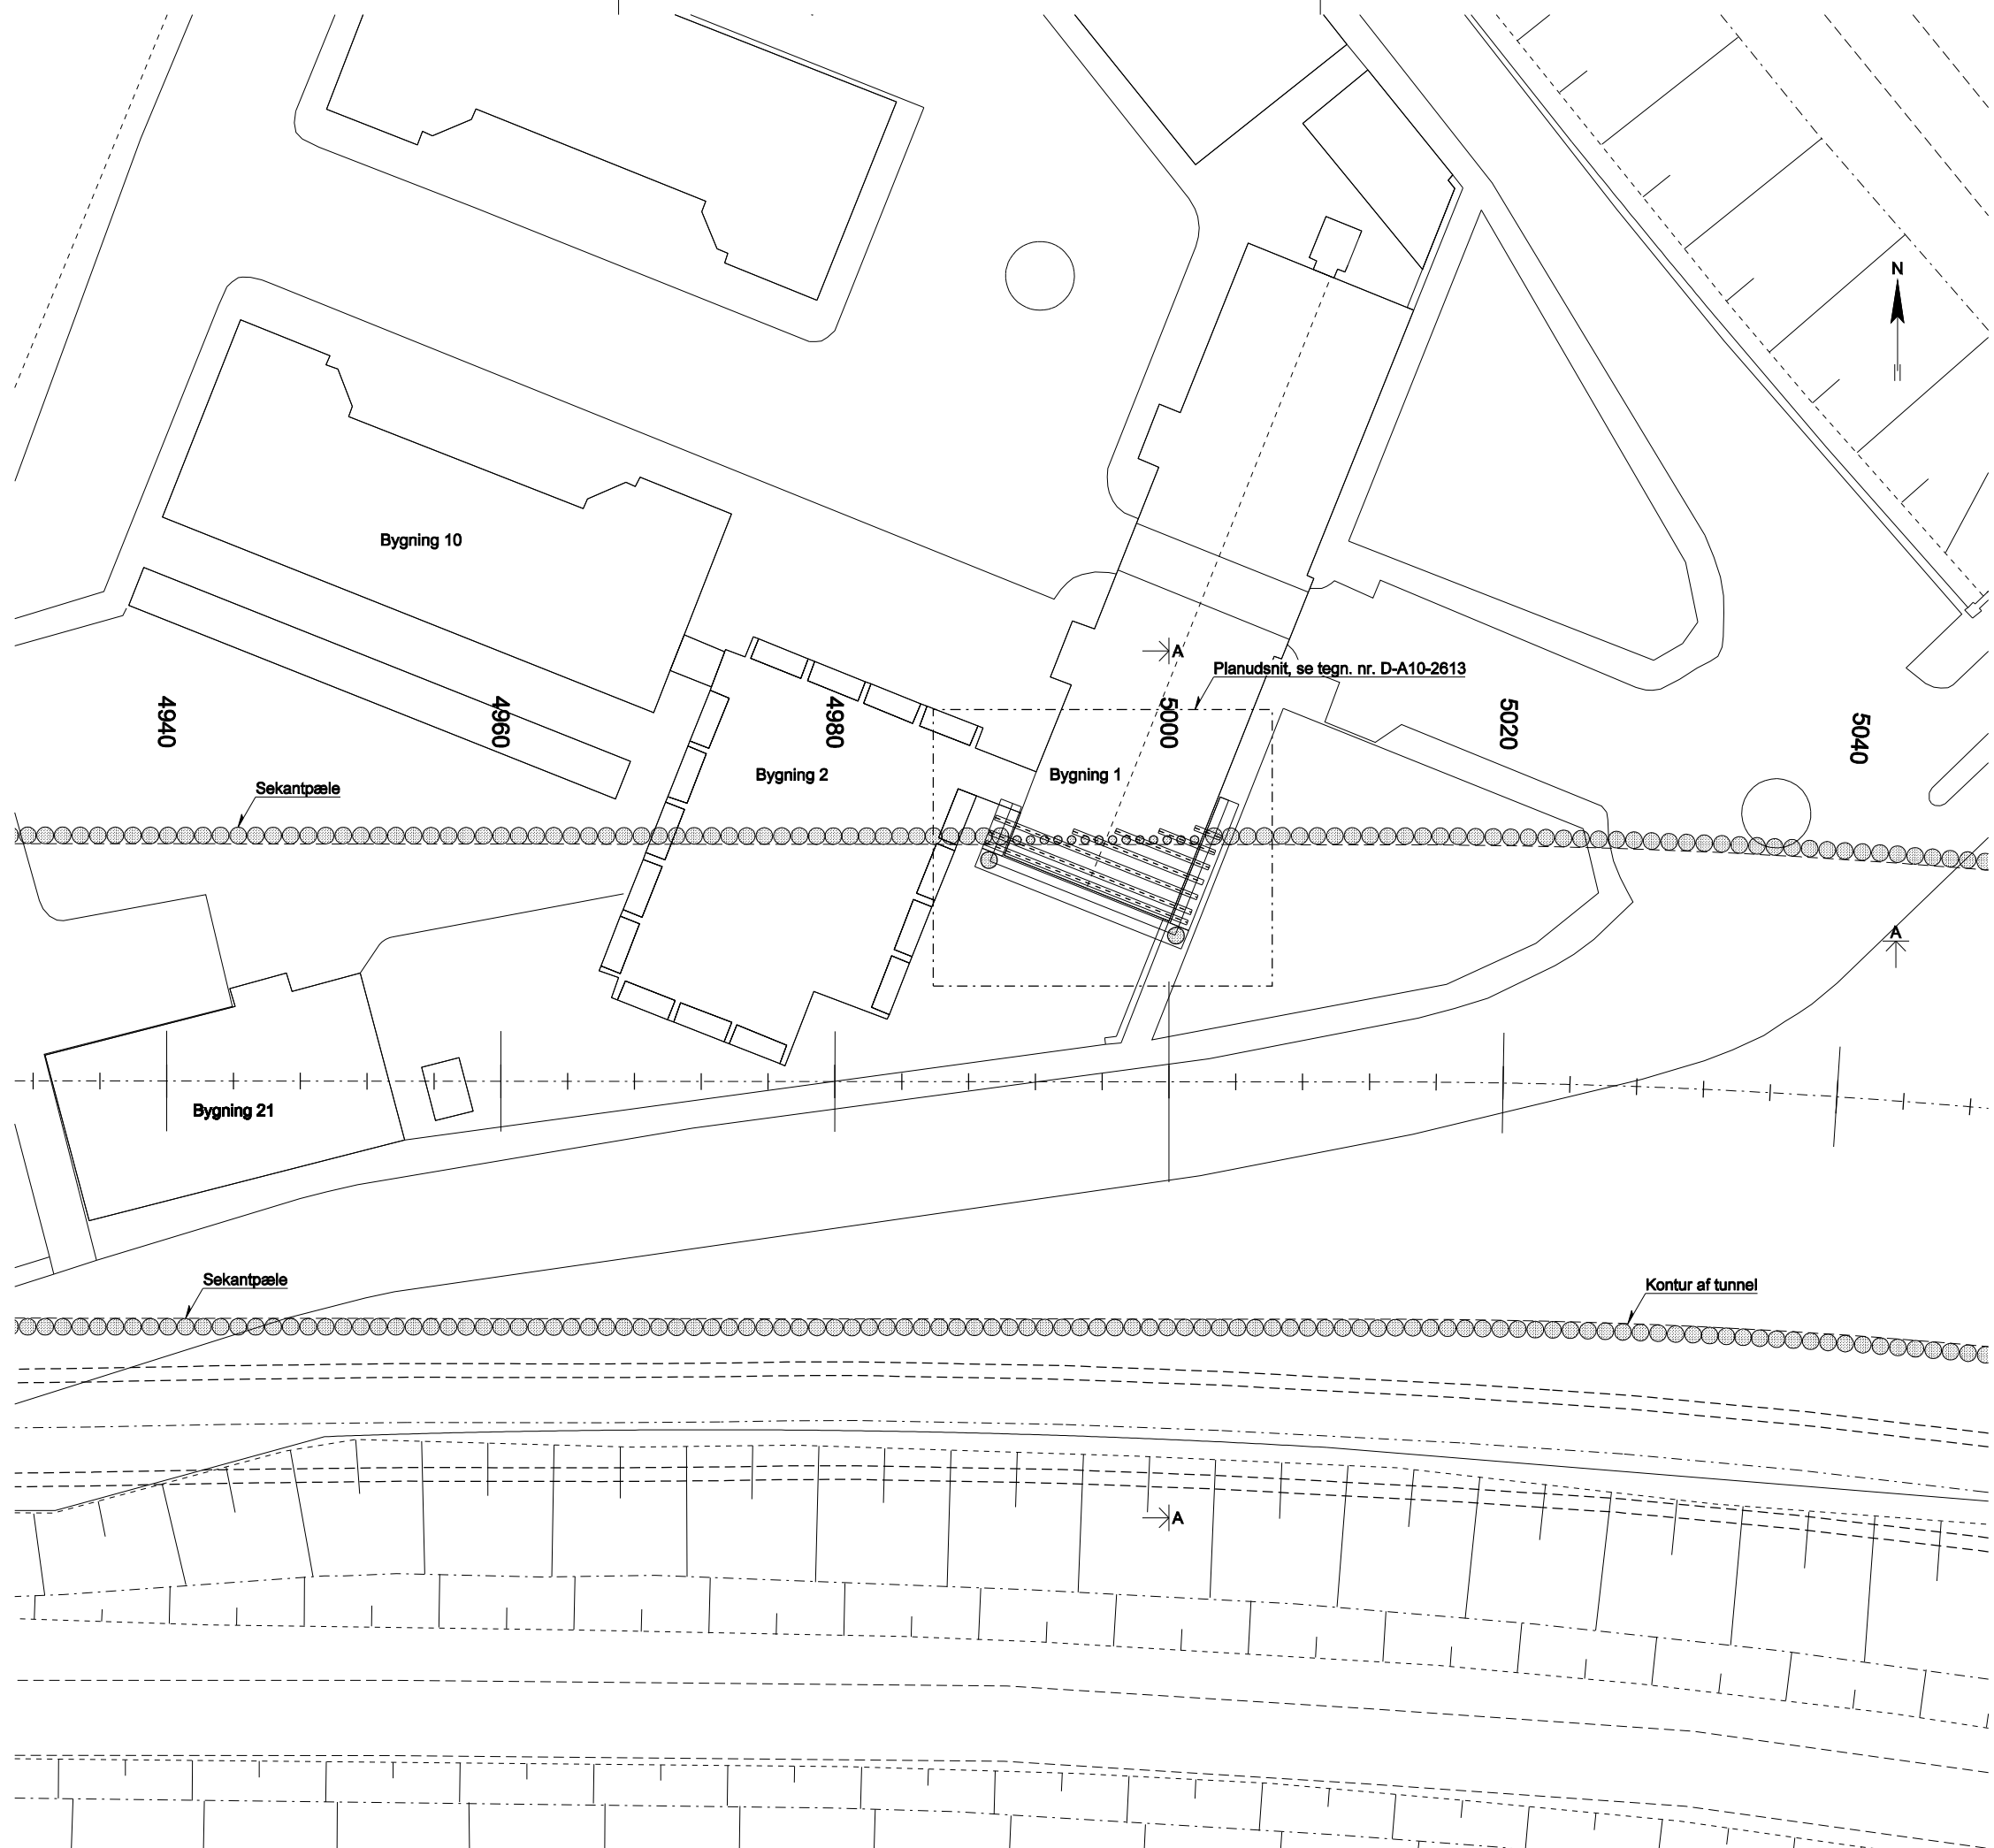 N
Bygning 10
A
Planudsnit, se tegn. nr. D-A10-2613
4940
4960
4980
5000
5020
5040
Bygning 2
Bygning 1
Sekantpæle
A
Bygning 21
Sekantpæle
Kontur af tunnel
A